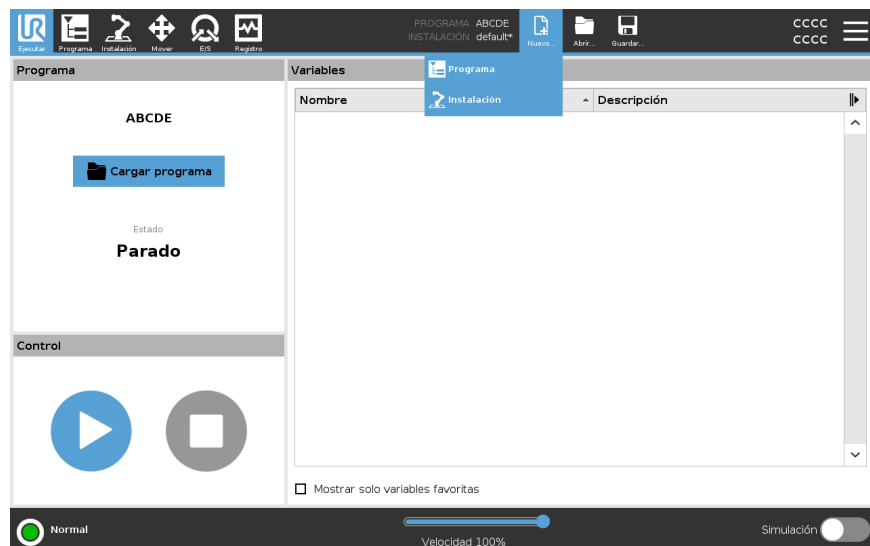 Ejecutar Programa Instalación Mover E/S Registro
PROGRAMA ABCDE
INSTALACIÓN default*
Nuevo... Abrir... Guardar...
CCCC
CCCC
Programa
Variables
Programa
Instalación
Nombre
Descripción
ABCDE
Cargar programa
Estado
Parado
Control
Mostrar solo variables favoritas
Normal
Velocidad 100%
Simulación